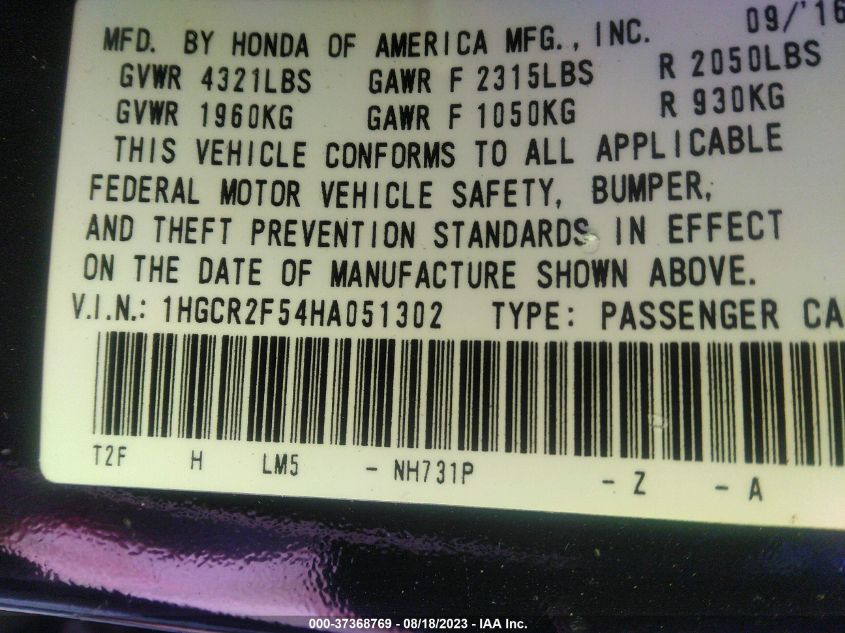 09/'16
MFD. BY HONDA OF AMERICA MFG., INC.
GVWR 4321LBS GAWR F 2315LBS R 2050LBS
GVWR 1960KG GAWR F 1050KG R 930KG
THIS VEHICLE CONFORMS TO ALL APPLICABLE
FEDERAL MOTOR VEHICLE SAFETY, BUMPER,
AND THEFT PREVENTION STANDARDS IN EFFECT
ON THE DATE OF MANUFACTURE SHOWN ABOVE.
V.I.N.: 1HGCR2F54HA051302 TYPE: PASSENGER CA
T2F H LM5 - NH731P - Z - A
000-37368769 - 08/18/2023 - IAA Inc.